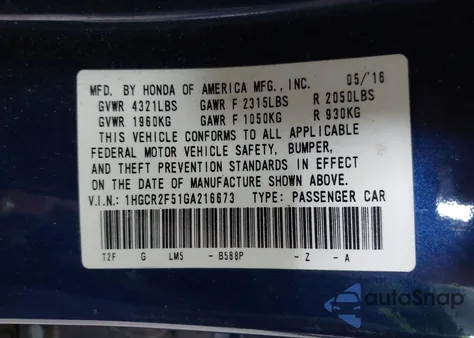 MFD. BY HONDA OF AMERICA MFG., INC. 05/16
GVWR 4321LBS GAWR F 2315LBS R 2050LBS
GVWR 1960KG GAWR F 1050KG R 930KG
THIS VEHICLE CONFORMS TO ALL APPLICABLE
FEDERAL MOTOR VEHICLE SAFETY, BUMPER,
AND THEFT PREVENTION STANDARDS IN EFFECT
ON THE DATE OF MANUFACTURE SHOWN ABOVE.
V.I.N.: 1HGCR2F51GA216673 TYPE: PASSENGER CAR
T2F G LM5 - B588P - Z - A
autoSnap